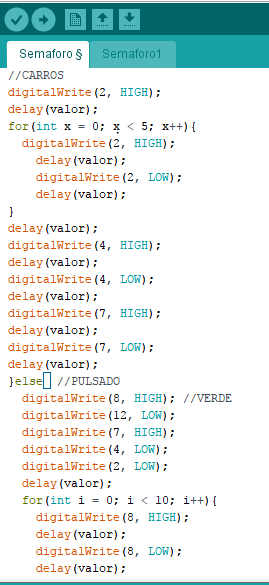 Semaforo § Semaforo1
//CARROS
digitalWrite(2, HIGH);
delay(valor);
for(int x = 0; x < 5; x++){
digitalWrite(2, HIGH);
delay(valor);
digitalWrite(2, LOW);
delay(valor);
}
delay(valor);
digitalWrite(4, HIGH);
delay(valor);
digitalWrite(4, LOW);
delay(valor);
digitalWrite(7, HIGH);
delay(valor);
digitalWrite(7, LOW);
delay(valor);
}else{ //PULSADO
digitalWrite(8, HIGH); //VERDE
digitalWrite(12, LOW);
digitalWrite(7, HIGH);
digitalWrite(4, LOW);
digitalWrite(2, LOW);
delay(valor);
for(int i = 0; i < 10; i++){
digitalWrite(8, HIGH);
delay(valor);
digitalWrite(8, LOW);
delay(valor);